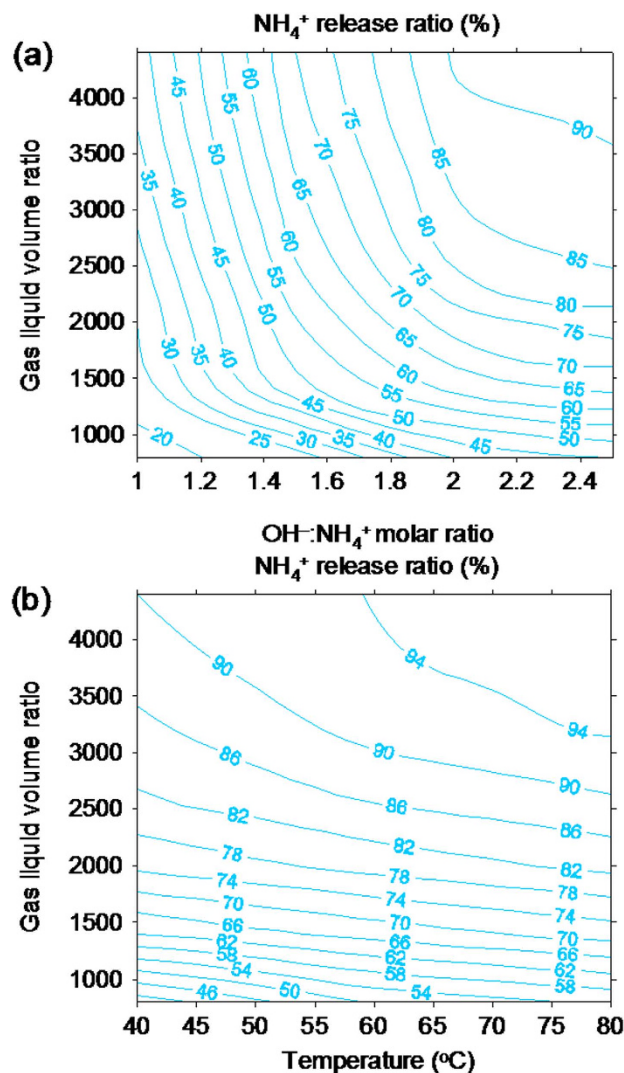 NH₄⁺ release ratio (%)
(a)
4000
3500
3000
2500
2000
1500
1000
Gas liquid volume ratio
45 60 75 90
40 55 70 85
35 50 65 80
30 45 60 75
35 40 50 55 70
65
60
55
50
45
20 25 30 35 40 45 50
85
80
75
70
65
60
55
1 1.2 1.4 1.6 1.8 2 2.2 2.4
OH⁻:NH₄⁺ molar ratio
NH₄⁺ release ratio (%)
(b)
4000
3500
3000
2500
2000
1500
1000
Gas liquid volume ratio
94 94
90 90 90
86 86 86
82 82 82
78 78 78
74 74 74
70 70 70
66 66 66
62 62 62
58 58 58
54 54
50
46
40 45 50 55 60 65 70 75 80
Temperature (ᵒC)